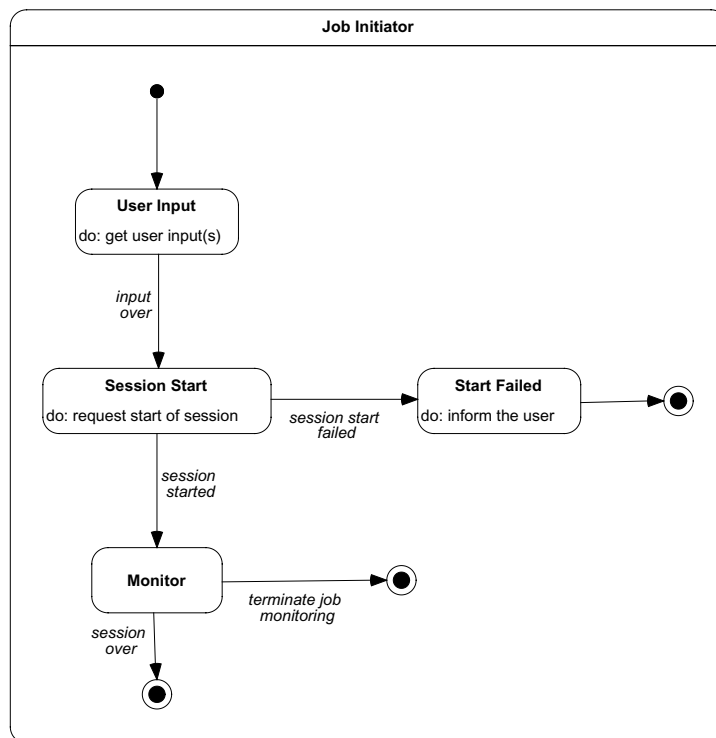 Job Initiator
User Input
do: get user input(s)
input
over
Session Start
do: request start of session
session start
failed
Start Failed
do: inform the user
session
started
Monitor
terminate job
monitoring
session
over